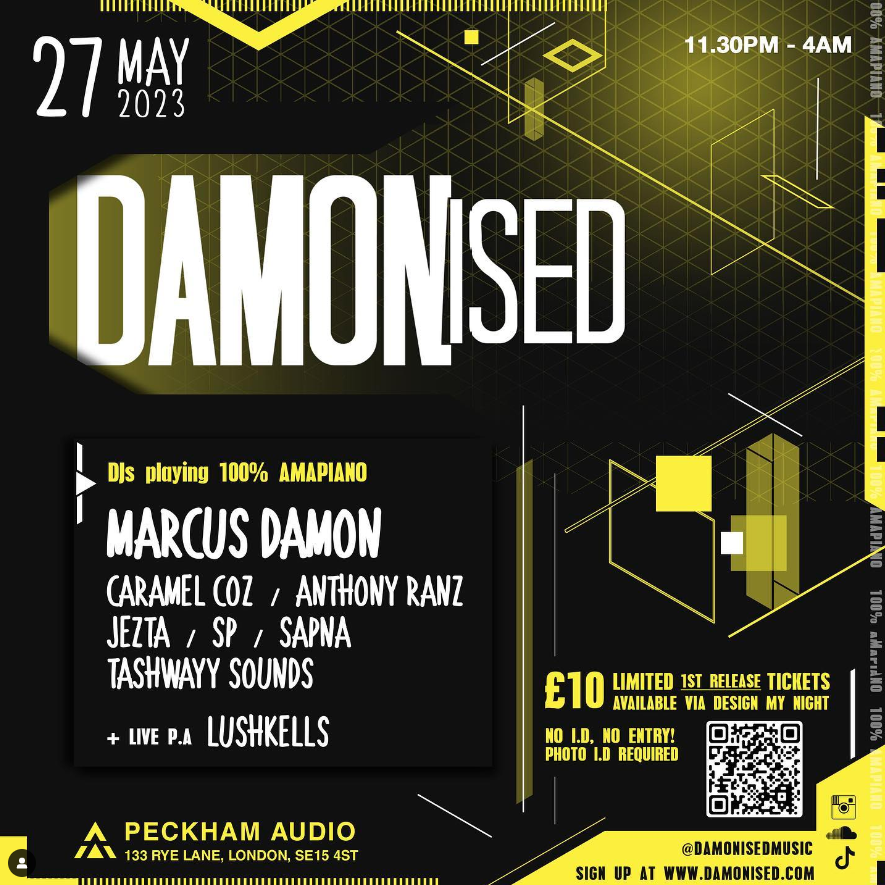 27 MAY
2023
11.30PM - 4AM
DAMONISED
DJs playing 100% AMAPIANO
MARCUS DAMON
CARAMEL COZ / ANTHONY RANZ
JEZTA / SP / SAPNA
TASHWAYY SOUNDS
+ LIVE P.A LUSHKELLS
£10 LIMITED 1ST RELEASE TICKETS
AVAILABLE VIA DESIGN MY NIGHT
NO I.D, NO ENTRY!
PHOTO I.D REQUIRED
PECKHAM AUDIO
133 RYE LANE, LONDON, SE15 4ST
@DAMONISEDMUSIC
SIGN UP AT WWW.DAMONISED.COM
100% AMAPIANO